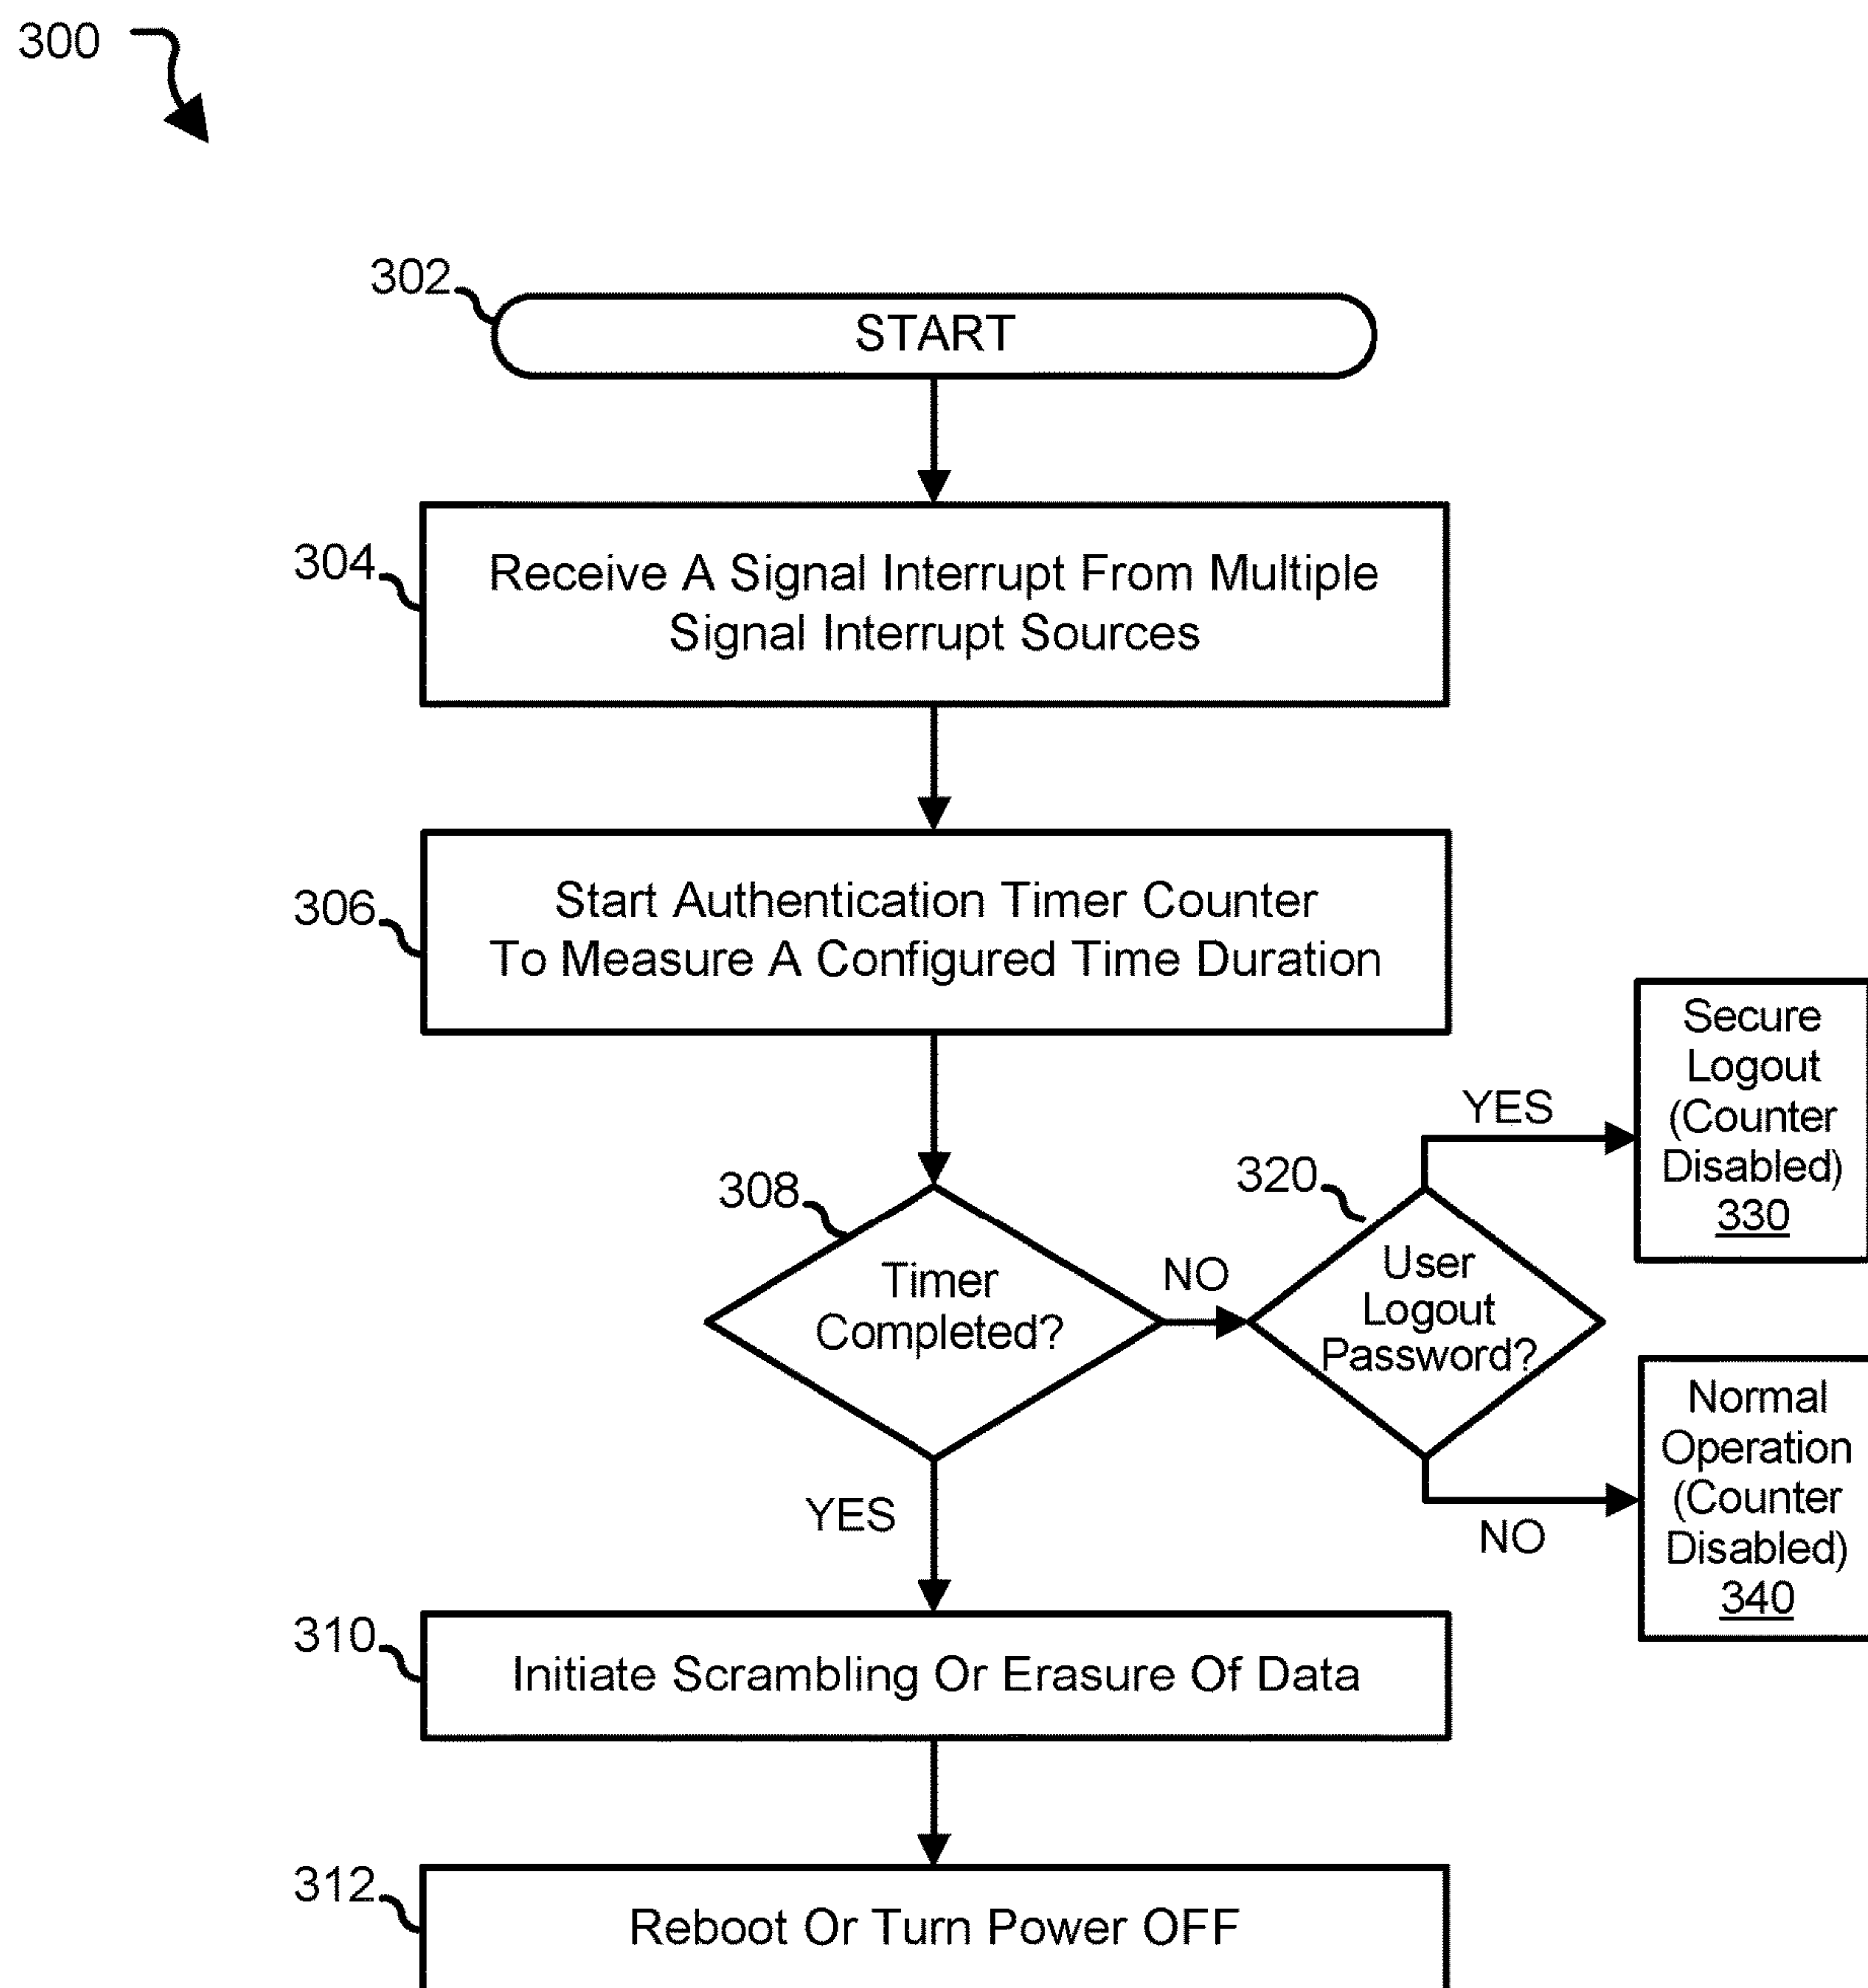 300
302
START
304
Receive A Signal Interrupt From Multiple
Signal Interrupt Sources
306
Start Authentication Timer Counter
To Measure A Configured Time Duration
308
Timer
Completed?
NO
320
User
Logout
Password?
YES
Secure
Logout
(Counter
Disabled)
330
NO
Normal
Operation
(Counter
Disabled)
340
YES
310
Initiate Scrambling Or Erasure Of Data
312
Reboot Or Turn Power OFF